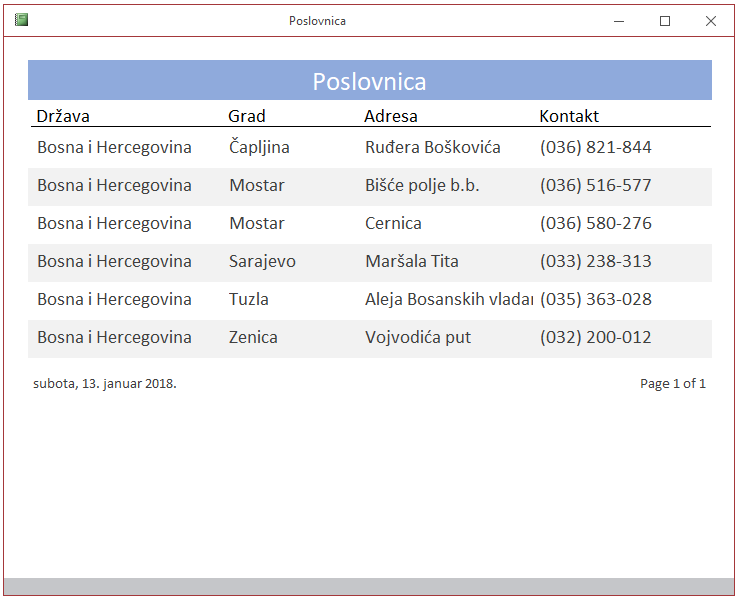 Poslovnica
Poslovnica
Država Grad Adresa Kontakt
Bosna i Hercegovina Čapljina Ruđera Boškovića (036) 821-844
Bosna i Hercegovina Mostar Bišće polje b.b. (036) 516-577
Bosna i Hercegovina Mostar Cernica (036) 580-276
Bosna i Hercegovina Sarajevo Maršala Tita (033) 238-313
Bosna i Hercegovina Tuzla Aleja Bosanskih vladar (035) 363-028
Bosna i Hercegovina Zenica Vojvodića put (032) 200-012
subota, 13. januar 2018. Page 1 of 1